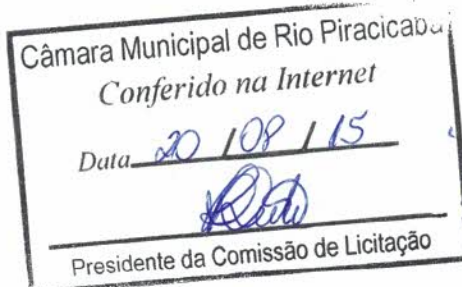 Câmara Municipal de Rio Piracicaba
Conferido na Internet
Data 20 / 08 / 15
Presidente da Comissão de Licitação